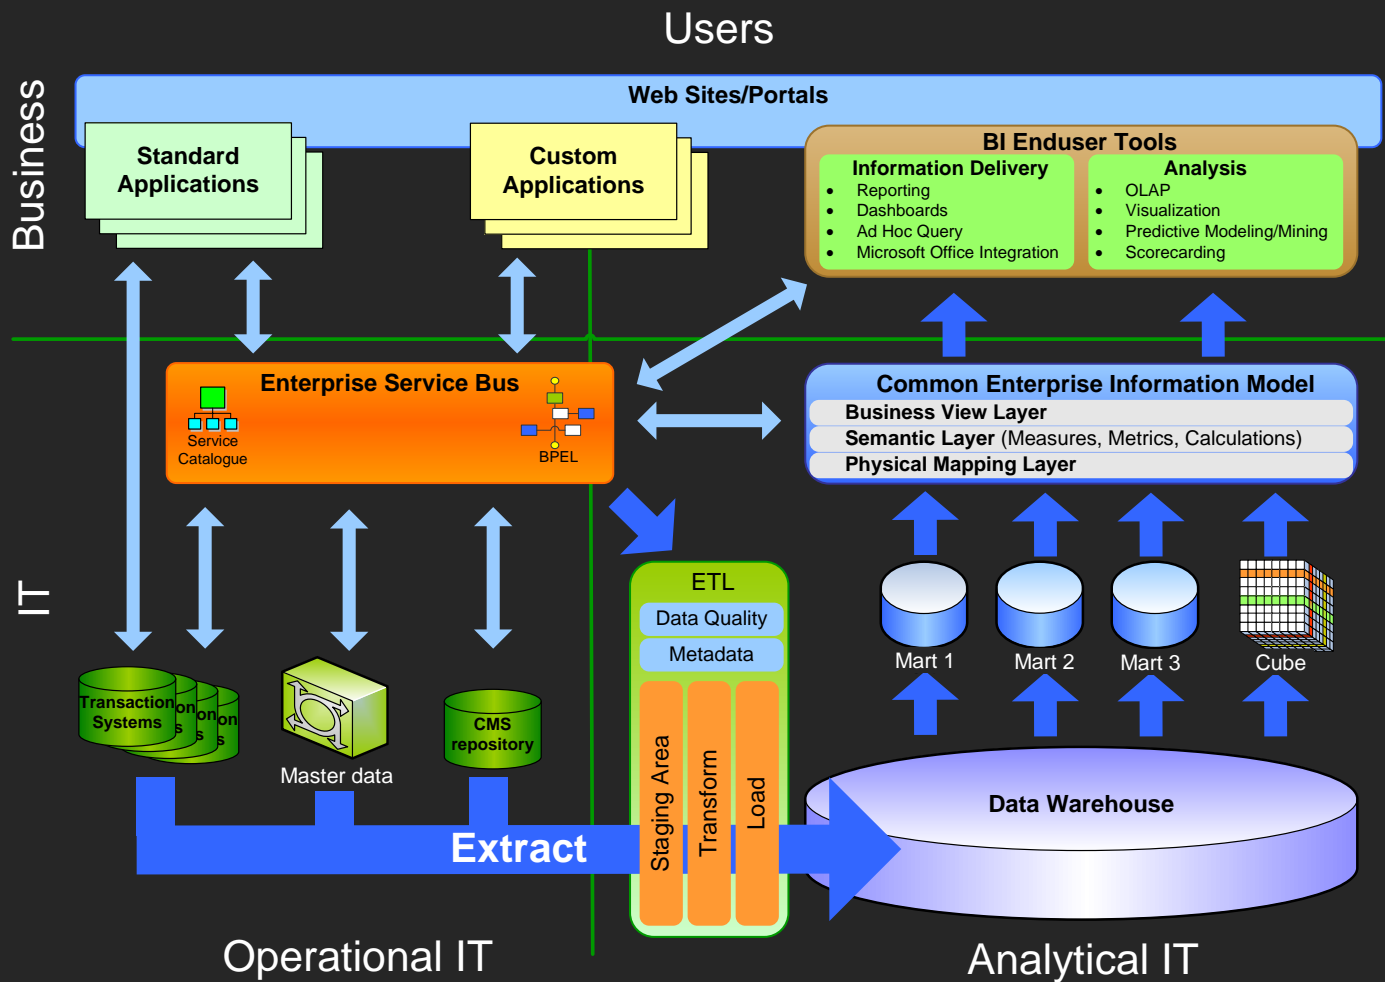 Users
Business
Web Sites/Portals
Standard
Applications
Custom
Applications
BI Enduser Tools
Information Delivery
• Reporting
• Dashboards
• Ad Hoc Query
• Microsoft Office Integration
Analysis
• OLAP
• Visualization
• Predictive Modeling/Mining
• Scorecarding
IT
Enterprise Service Bus
Service
Catalogue
BPEL
Common Enterprise Information Model
Business View Layer
Semantic Layer (Measures, Metrics, Calculations)
Physical Mapping Layer
ETL
Data Quality
Metadata
Staging Area
Transform
Load
Mart 1
Mart 2
Mart 3
Cube
Transaction
Systems
on
s
on
s
Master data
CMS
repository
Extract
Data Warehouse
Operational IT
Analytical IT